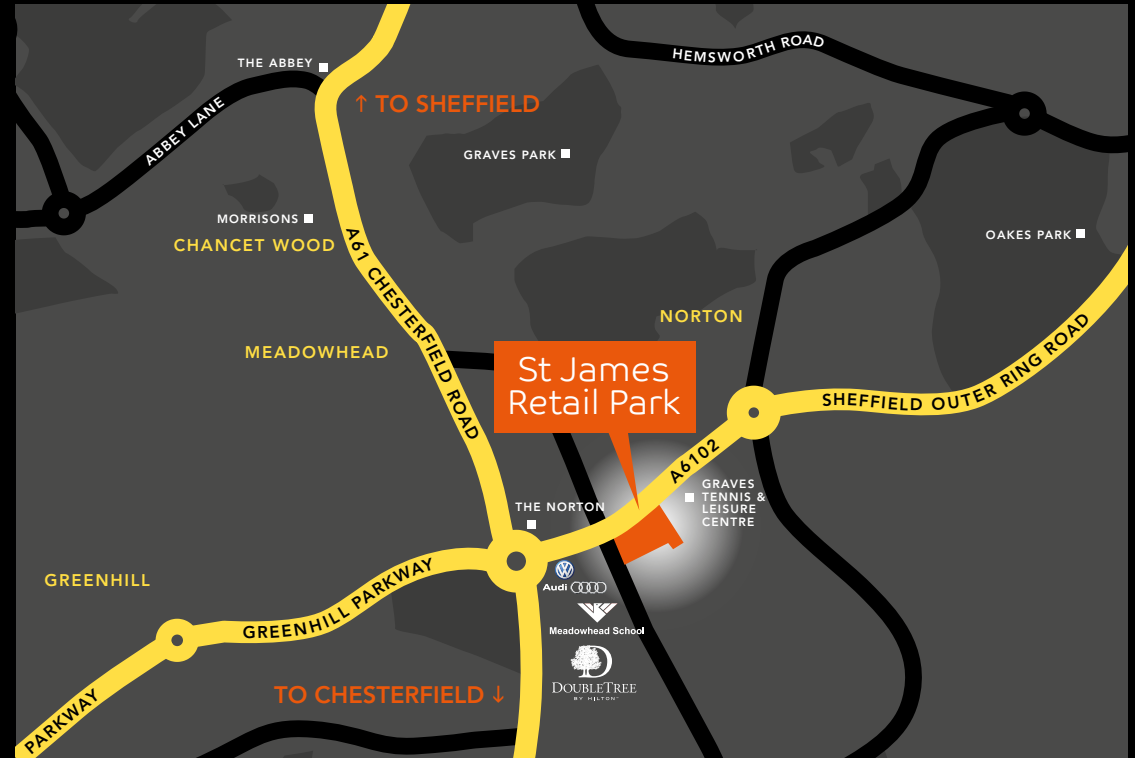 HEMSWORTH ROAD
THE ABBEY
↑ TO SHEFFIELD
ABBEY LANE
GRAVES PARK
MORRISONS
CHANCET WOOD
OAKES PARK
A61 CHESTERFIELD ROAD
NORTON
MEADOWHEAD
St James
Retail Park
SHEFFIELD OUTER RING ROAD
A6102
GRAVES
TENNIS &
LEISURE
CENTRE
THE NORTON
GREENHILL
GREENHILL PARKWAY
Audi
Meadowhead School
DOUBLETREE
BY HILTON™
TO CHESTERFIELD ↓
PARKWAY